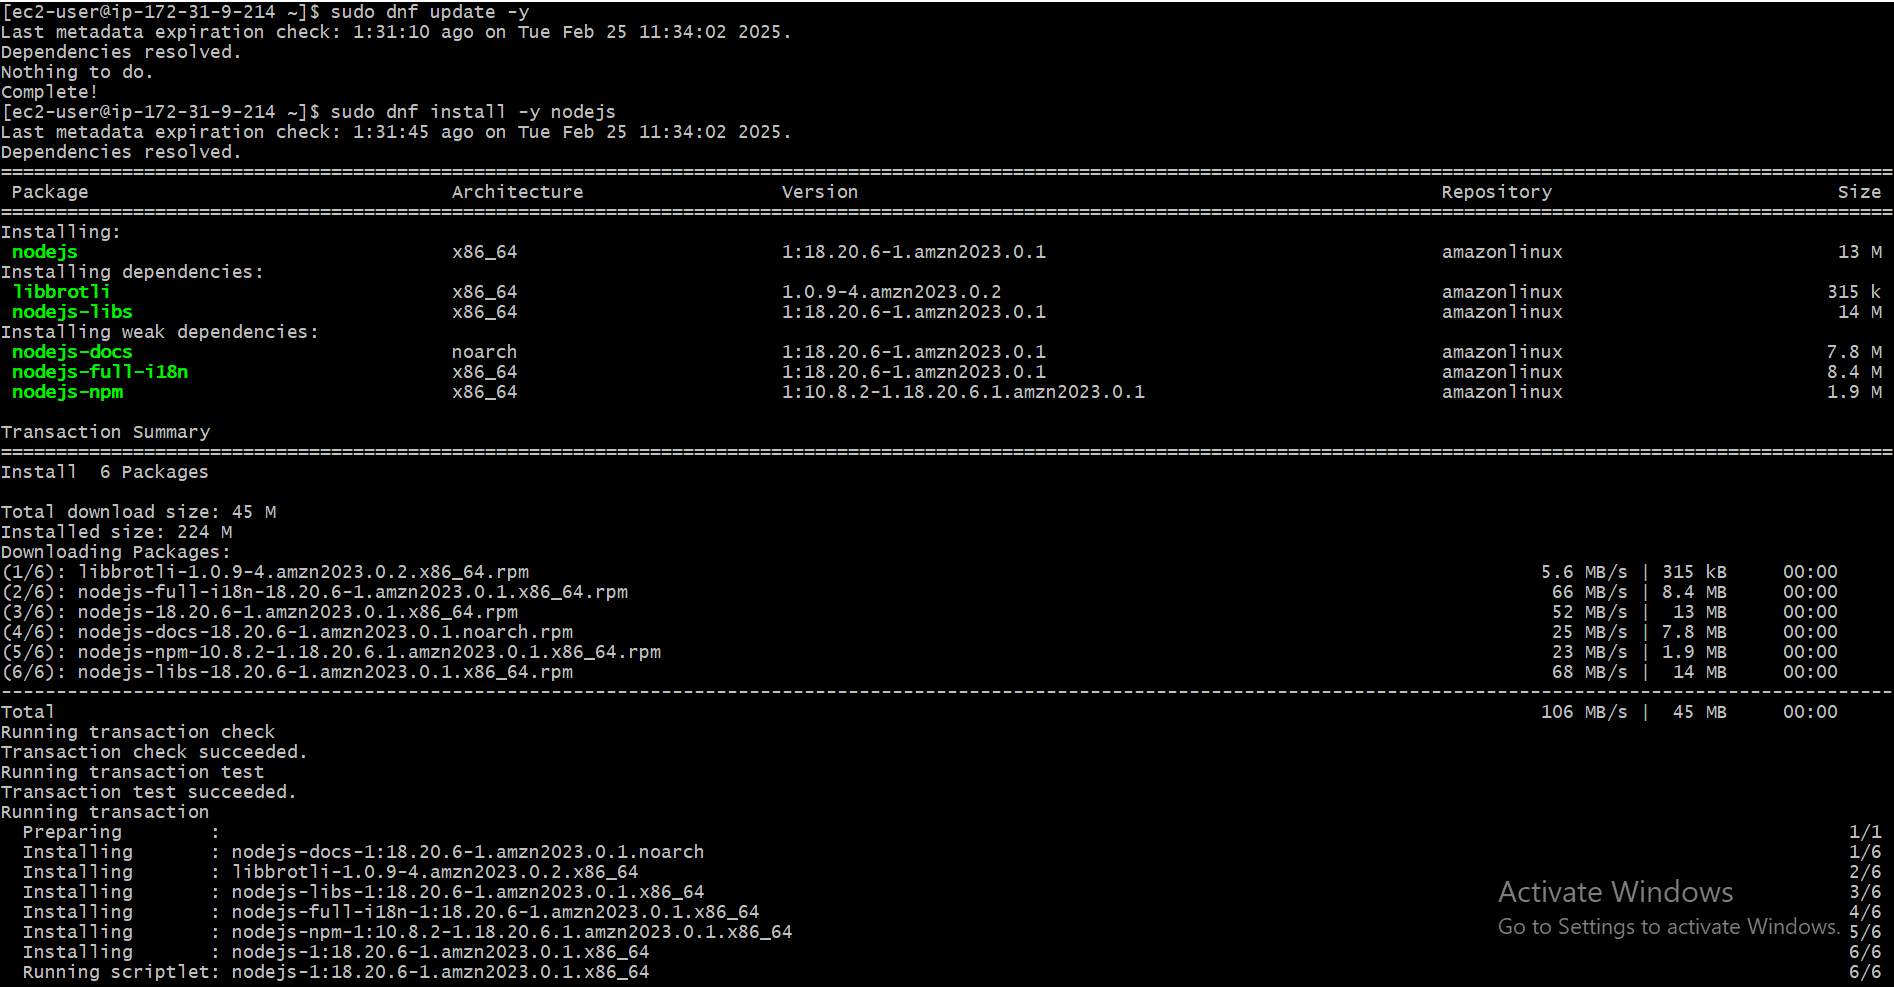 [ec2-user@ip-172-31-9-214 ~]$ sudo dnf update -y
Last metadata expiration check: 1:31:10 ago on Tue Feb 25 11:34:02 2025.
Dependencies resolved.
Nothing to do.
Complete!
[ec2-user@ip-172-31-9-214 ~]$ sudo dnf install -y nodejs
Last metadata expiration check: 1:31:45 ago on Tue Feb 25 11:34:02 2025.
Dependencies resolved.
Package Architecture Version Repository Size
Installing:
nodejs x86_64 1:18.20.6-1.amzn2023.0.1 amazonlinux 13 M
Installing dependencies:
libbrotli x86_64 1.0.9-4.amzn2023.0.2 amazonlinux 315 k
nodejs-libs x86_64 1:18.20.6-1.amzn2023.0.1 amazonlinux 14 M
Installing weak dependencies:
nodejs-docs noarch 1:18.20.6-1.amzn2023.0.1 amazonlinux 7.8 M
nodejs-full-i18n x86_64 1:18.20.6-1.amzn2023.0.1 amazonlinux 8.4 M
nodejs-npm x86_64 1:10.8.2-1.18.20.6.1.amzn2023.0.1 amazonlinux 1.9 M
Transaction Summary
Install 6 Packages
Total download size: 45 M
Installed size: 224 M
Downloading Packages:
(1/6): libbrotli-1.0.9-4.amzn2023.0.2.x86_64.rpm 5.6 MB/s | 315 kB 00:00
(2/6): nodejs-full-i18n-18.20.6-1.amzn2023.0.1.x86_64.rpm 66 MB/s | 8.4 MB 00:00
(3/6): nodejs-18.20.6-1.amzn2023.0.1.x86_64.rpm 52 MB/s | 13 MB 00:00
(4/6): nodejs-docs-18.20.6-1.amzn2023.0.1.noarch.rpm 25 MB/s | 7.8 MB 00:00
(5/6): nodejs-npm-10.8.2-1.18.20.6.1.amzn2023.0.1.x86_64.rpm 23 MB/s | 1.9 MB 00:00
(6/6): nodejs-libs-18.20.6-1.amzn2023.0.1.x86_64.rpm 68 MB/s | 14 MB 00:00
Total 106 MB/s | 45 MB 00:00
Running transaction check
Transaction check succeeded.
Running transaction test
Transaction test succeeded.
Running transaction
Preparing : 1/1
Installing : nodejs-docs-1:18.20.6-1.amzn2023.0.1.noarch 1/6
Installing : libbrotli-1.0.9-4.amzn2023.0.2.x86_64 2/6
Installing : nodejs-libs-1:18.20.6-1.amzn2023.0.1.x86_64 3/6
Installing : nodejs-full-i18n-1:18.20.6-1.amzn2023.0.1.x86_64 4/6
Installing : nodejs-npm-1:10.8.2-1.18.20.6.1.amzn2023.0.1.x86_64 5/6
Installing : nodejs-1:18.20.6-1.amzn2023.0.1.x86_64 6/6
Running scriptlet: nodejs-1:18.20.6-1.amzn2023.0.1.x86_64 6/6
Activate Windows
Go to Settings to activate Windows.